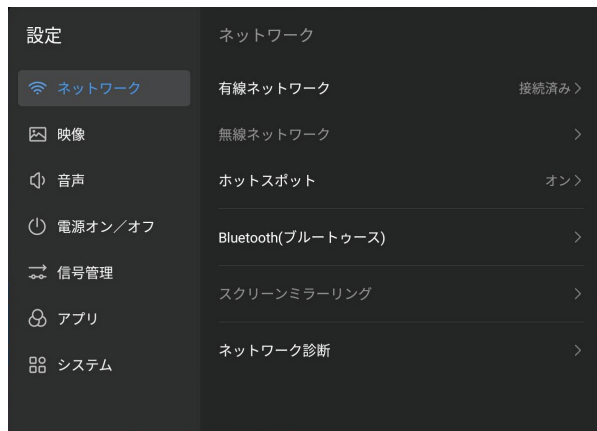 設定
ネットワーク
映像
音声
電源オン／オフ
信号管理
アプリ
システム
ネットワーク
有線ネットワーク 接続済み
無線ネットワーク
ホットスポット オン
Bluetooth(ブルートゥース)
スクリーンミラーリング
ネットワーク診断